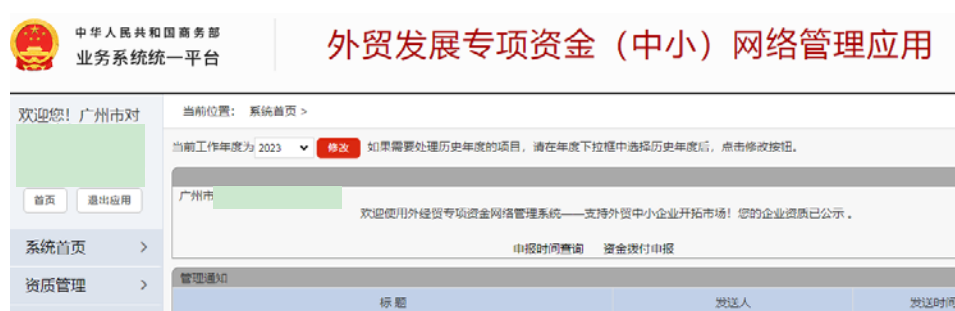 中华人民共和国商务部
业务系统统一平台
外贸发展专项资金（中小）网络管理应用
欢迎您！广州市对
首页 退出应用
系统首页 >
资质管理 >
当前位置： 系统首页 >
当前工作年度为 2023 修改 如果需要处理历史年度的项目，请在年度下拉框中选择历史年度后，点击修改按钮。
广州市
欢迎使用外经贸专项资金网络管理系统——支持外贸中小企业开拓市场！您的企业资质已公示 。
申报时间查询 资金拨付申报
管理通知
标 题 发送人 发送时间